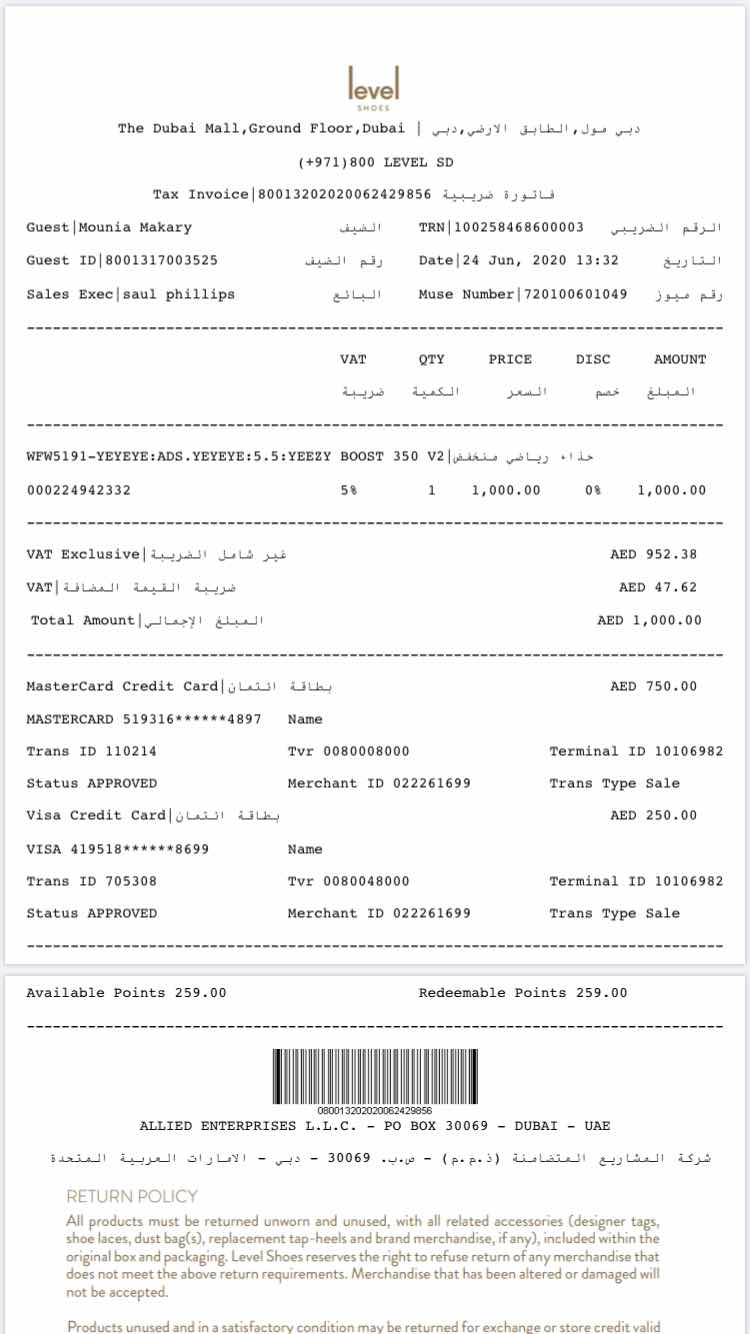 level
SHOES
The Dubai Mall,Ground Floor,Dubai | دبي مول,الطابق الارضي,دبي
(+971)800 LEVEL SD
Tax Invoice|80013202020062429856 فاتورة ضريبية
Guest|Mounia Makary الضيف TRN|100258468600003 الرقم الضريبي
Guest ID|8001317003525 رقم الضيف Date|24 Jun, 2020 13:32 التاريخ
Sales Exec|saul phillips البائع Muse Number|720100601049 رقم ميوز
VAT QTY PRICE DISC AMOUNT
ضريبة الكمية السعر خصم المبلغ
WFW5191-YEYEYE:ADS.YEYEYE:5.5:YEEZY BOOST 350 V2|حذاء رياضي منخفض
000224942332 5% 1 1,000.00 0% 1,000.00
VAT Exclusive|غير شامل الضريبة AED 952.38
VAT|ضريبة القيمة المضافة AED 47.62
Total Amount|المبلغ الإجمالي AED 1,000.00
MasterCard Credit Card|بطاقة ائتمان AED 750.00
MASTERCARD 519316******4897 Name
Trans ID 110214 Tvr 0080008000 Terminal ID 10106982
Status APPROVED Merchant ID 022261699 Trans Type Sale
Visa Credit Card|بطاقة ائتمان AED 250.00
VISA 419518******8699 Name
Trans ID 705308 Tvr 0080048000 Terminal ID 10106982
Status APPROVED Merchant ID 022261699 Trans Type Sale
Available Points 259.00 Redeemable Points 259.00
080013202020062429856
ALLIED ENTERPRISES L.L.C. - PO BOX 30069 - DUBAI - UAE
شركة المشاريع المتضامنة (ذ.م.م) - ص.ب. 30069 - دبي - الامارات العربية المتحدة
RETURN POLICY
All products must be returned unworn and unused, with all related accessories (designer tags,
shoe laces, dust bag(s), replacement tap-heels and brand merchandise, if any), included within the
original box and packaging. Level Shoes reserves the right to refuse return of any merchandise that
does not meet the above return requirements. Merchandise that has been altered or damaged will
not be accepted.
Products unused and in a satisfactory condition may be returned for exchange or store credit valid